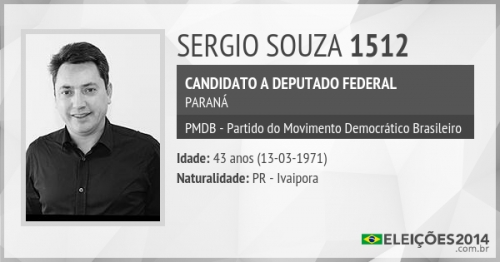 SERGIO SOUZA 1512
CANDIDATO A DEPUTADO FEDERAL
PARANÁ
PMDB - Partido do Movimento Democrático Brasileiro
Idade: 43 anos (13-03-1971)
Naturalidade: PR - Ivaipora
ELEIÇÕES2014
.com.br